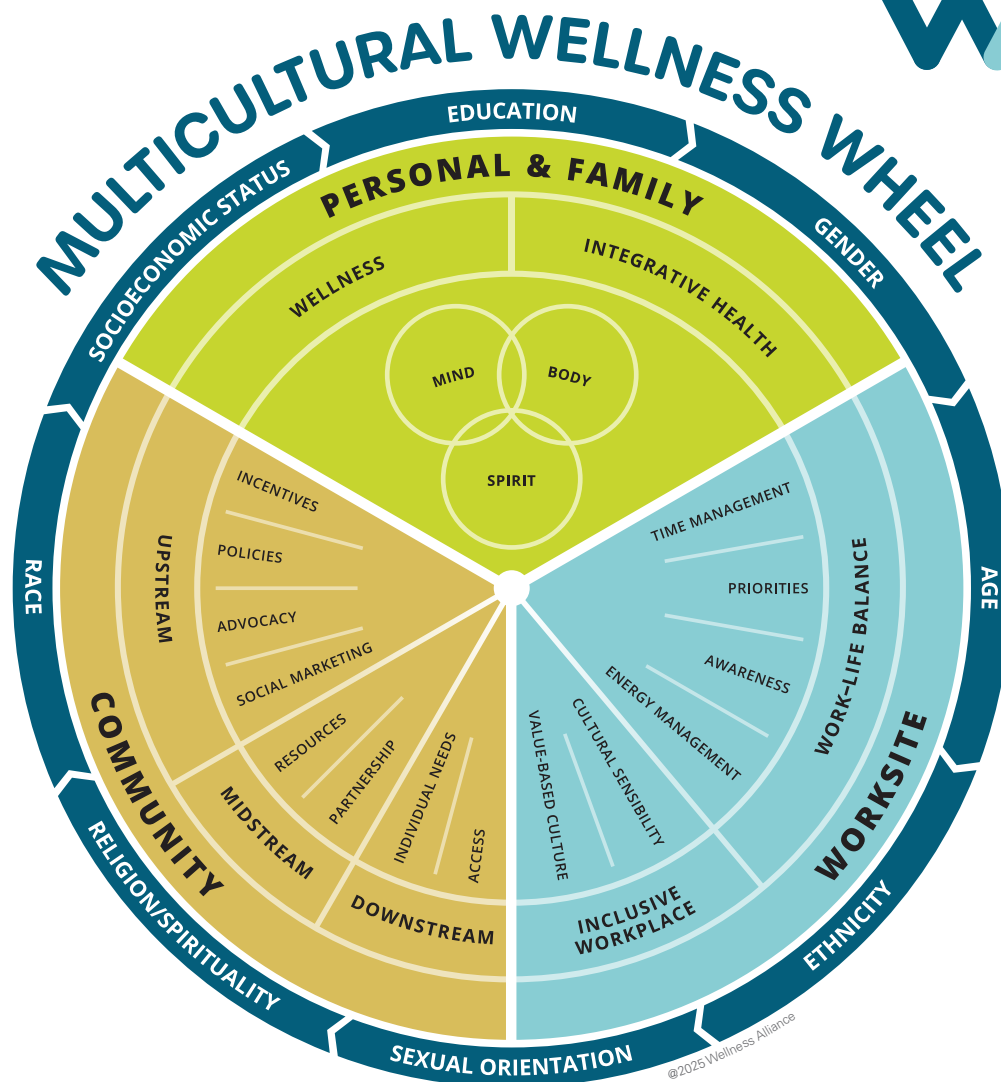 MULTICULTURAL WELLNESS WHEEL
EDUCATION
GENDER
AGE
ETHNICITY
SEXUAL ORIENTATION
RELIGION/SPIRITUALITY
RACE
SOCIOECONOMIC STATUS
PERSONAL & FAMILY
WELLNESS
INTEGRATIVE HEALTH
MIND
BODY
SPIRIT
WORKSITE
WORK–LIFE BALANCE
TIME MANAGEMENT
PRIORITIES
AWARENESS
ENERGY MANAGEMENT
INCLUSIVE
WORKPLACE
CULTURAL SENSIBILITY
VALUE-BASED CULTURE
COMMUNITY
DOWNSTREAM
ACCESS
INDIVIDUAL NEEDS
MIDSTREAM
PARTNERSHIP
RESOURCES
UPSTREAM
SOCIAL MARKETING
ADVOCACY
POLICIES
INCENTIVES
@2025 Wellness Alliance